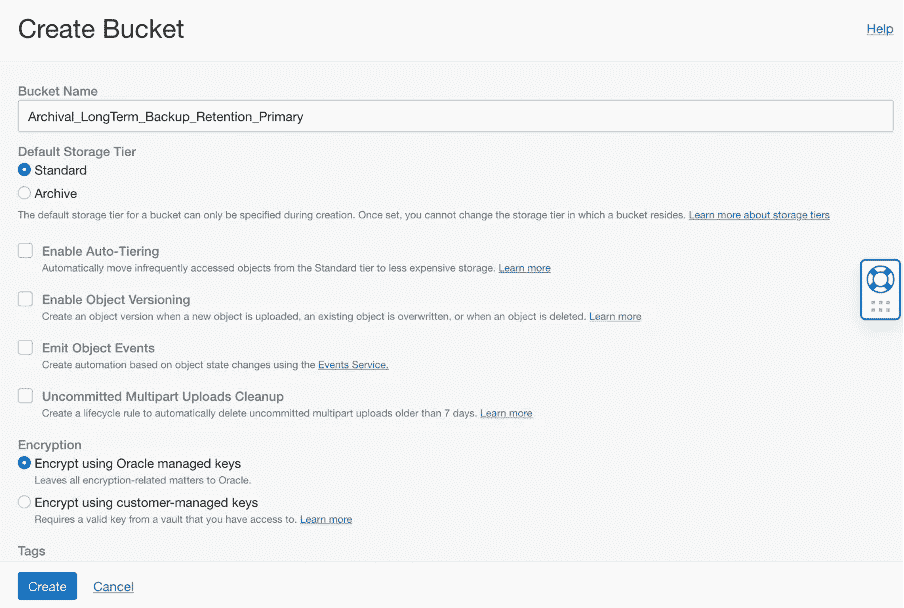 Create Bucket
Help
Bucket Name
Archival_LongTerm_Backup_Retention_Primary
Default Storage Tier
Standard
Archive
The default storage tier for a bucket can only be specified during creation. Once set, you cannot change the storage tier in which a bucket resides. Learn more about storage tiers
Enable Auto-Tiering
Automatically move infrequently accessed objects from the Standard tier to less expensive storage. Learn more
Enable Object Versioning
Create an object version when a new object is uploaded, an existing object is overwritten, or when an object is deleted. Learn more
Emit Object Events
Create automation based on object state changes using the Events Service.
Uncommitted Multipart Uploads Cleanup
Create a lifecycle rule to automatically delete uncommitted multipart uploads older than 7 days. Learn more
Encryption
Encrypt using Oracle managed keys
Leaves all encryption-related matters to Oracle.
Encrypt using customer-managed keys
Requires a valid key from a vault that you have access to. Learn more
Tags
Create Cancel